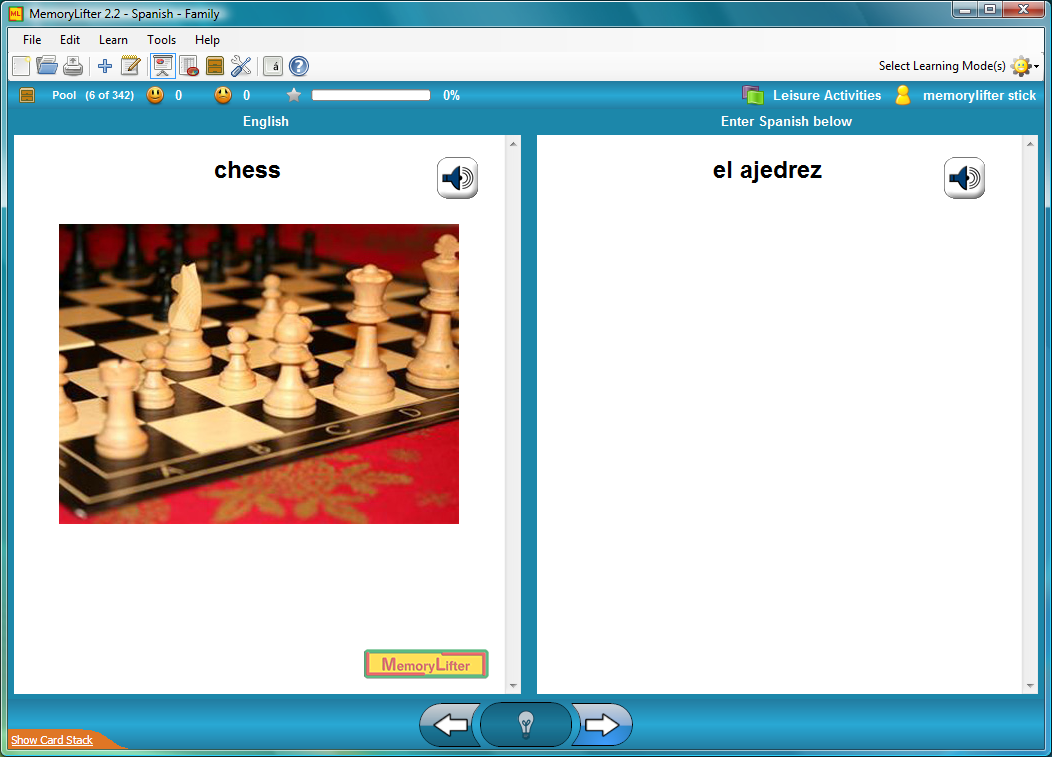 ML MemoryLifter 2.2 - Spanish - Family
File Edit Learn Tools Help
á ? Select Learning Mode(s)
Pool (6 of 342) 0 0 0% Leisure Activities memorylifter stick
English Enter Spanish below
chess el ajedrez
A B C D
MemoryLifter
Show Card Stack